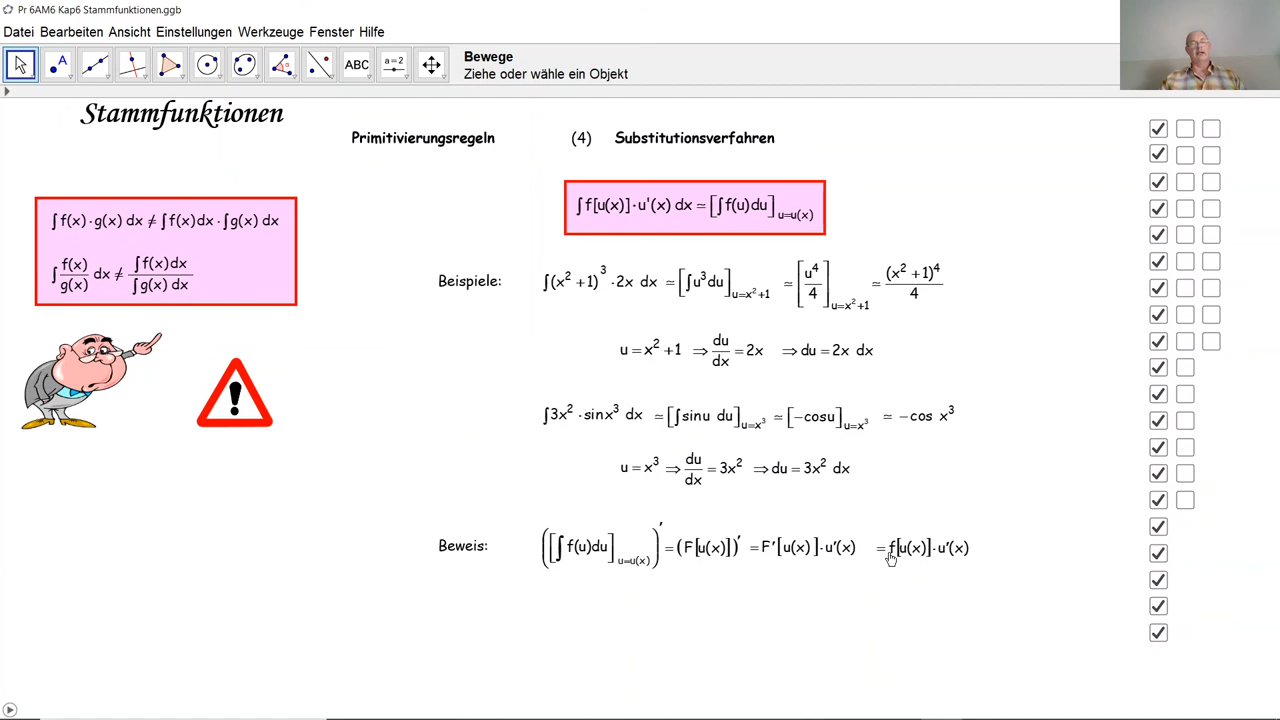 Pr 6AM6 Kap6 Stammfunktionen.ggb
Datei Bearbeiten Ansicht Einstellungen Werkzeuge Fenster Hilfe
A
ABC
a=2
Bewege
Ziehe oder wähle ein Objekt
Stammfunktionen
Primitivierungsregeln (4) Substitutionsverfahren
∫f(x)·g(x) dx ≠ ∫f(x)dx·∫g(x) dx
∫ f(x)/g(x) dx ≠ ∫f(x)dx / ∫g(x) dx
∫f[u(x)]·u'(x) dx ≃ [∫f(u)du]_{u=u(x)}
Beispiele: ∫(x²+1)³·2x dx ≃ [∫u³du]_{u=x²+1} ≃ [u⁴/4]_{u=x²+1} ≃ (x²+1)⁴/4
u=x²+1 ⇒ du/dx = 2x ⇒ du = 2x dx
∫3x²·sinx³ dx ≃ [∫sinu du]_{u=x³} ≃ [−cosu]_{u=x³} ≃ −cos x³
u=x³ ⇒ du/dx = 3x² ⇒ du = 3x² dx
Beweis: ([∫f(u)du]_{u=u(x)})′ = (F[u(x)])′ = F′[u(x)]·u′(x) = f[u(x)]·u′(x)
!